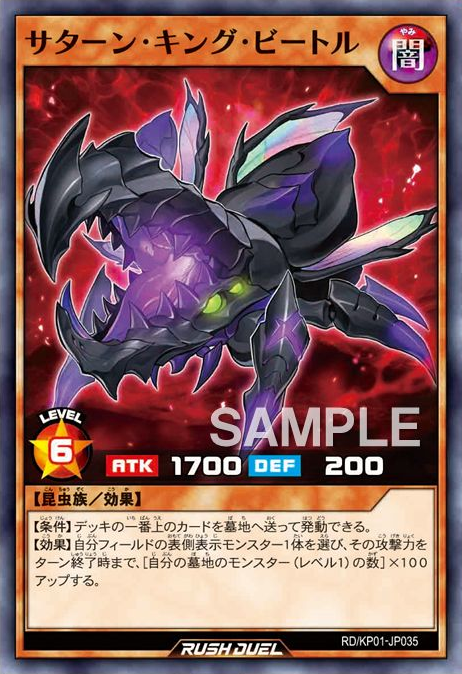 サターン・キング・ビートル
やみ
闇
SAMPLE
LEVEL
6
ATK 1700 DEF 200
【昆虫族／効果】
【条件】デッキの一番上のカードを墓地へ送って発動できる。
【効果】自分フィールドの表側表示モンスター1体を選び、その攻撃力を
ターン終了時まで、[自分の墓地のモンスター(レベル1)の数]×100
アップする。
RUSH DUEL
RD/KP01-JP035